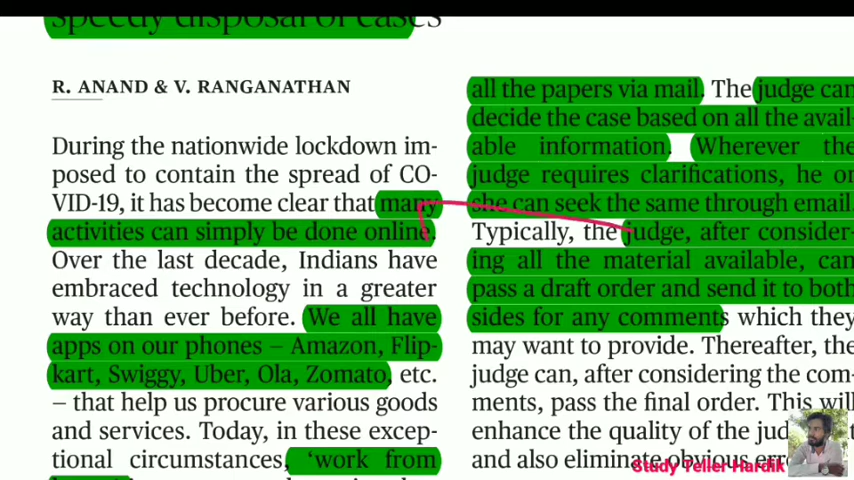 speedy disposal of cases
R. ANAND & V. RANGANATHAN
During the nationwide lockdown im-
posed to contain the spread of CO-
VID-19, it has become clear that many
activities can simply be done online.
Over the last decade, Indians have
embraced technology in a greater
way than ever before. We all have
apps on our phones – Amazon, Flip-
kart, Swiggy, Uber, Ola, Zomato, etc.
– that help us procure various goods
and services. Today, in these excep-
tional circumstances, ‘work from
all the papers via mail. The judge can
decide the case based on all the avail-
able information. Wherever the
judge requires clarifications, he or
she can seek the same through email.
Typically, the judge, after consider-
ing all the material available, can
pass a draft order and send it to both
sides for any comments which they
may want to provide. Thereafter, the
judge can, after considering the com-
ments, pass the final order. This will
enhance the quality of the
and also eliminate obvious
Study Teller Hardik